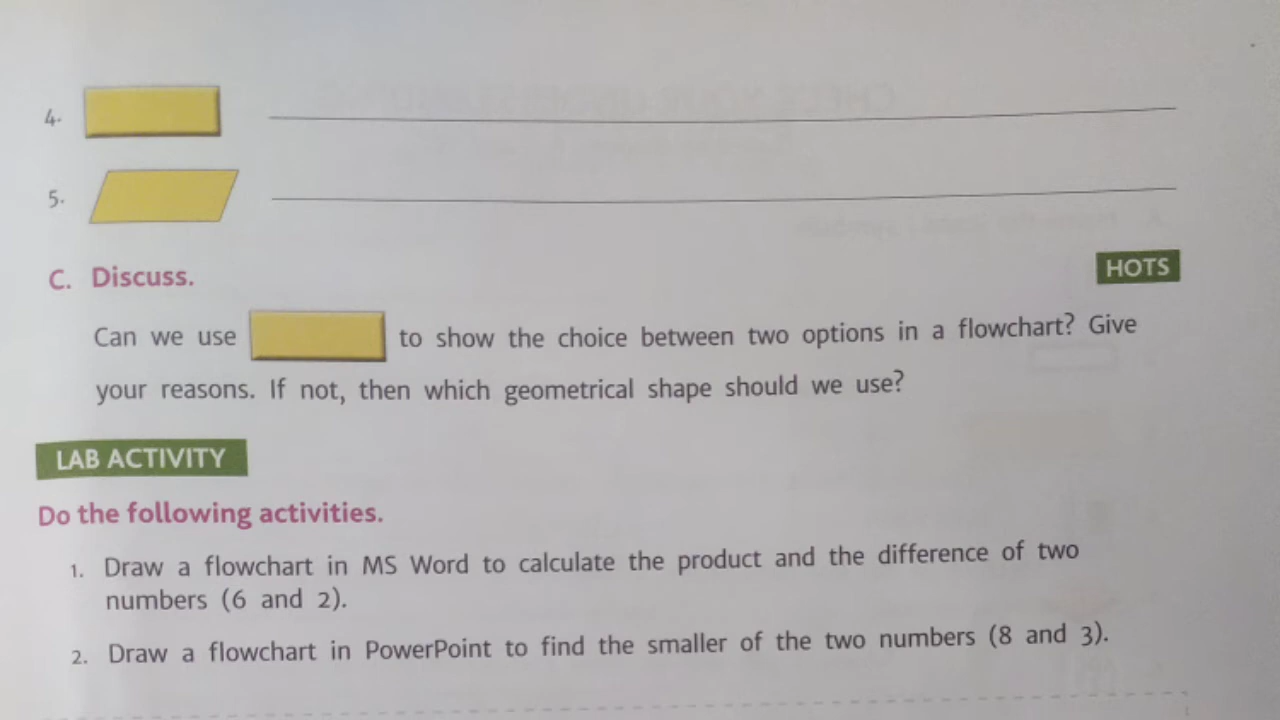 4.
5.
C. Discuss.
HOTS
Can we use to show the choice between two options in a flowchart? Give
your reasons. If not, then which geometrical shape should we use?
LAB ACTIVITY
Do the following activities.
1. Draw a flowchart in MS Word to calculate the product and the difference of two
numbers (6 and 2).
2. Draw a flowchart in PowerPoint to find the smaller of the two numbers (8 and 3).